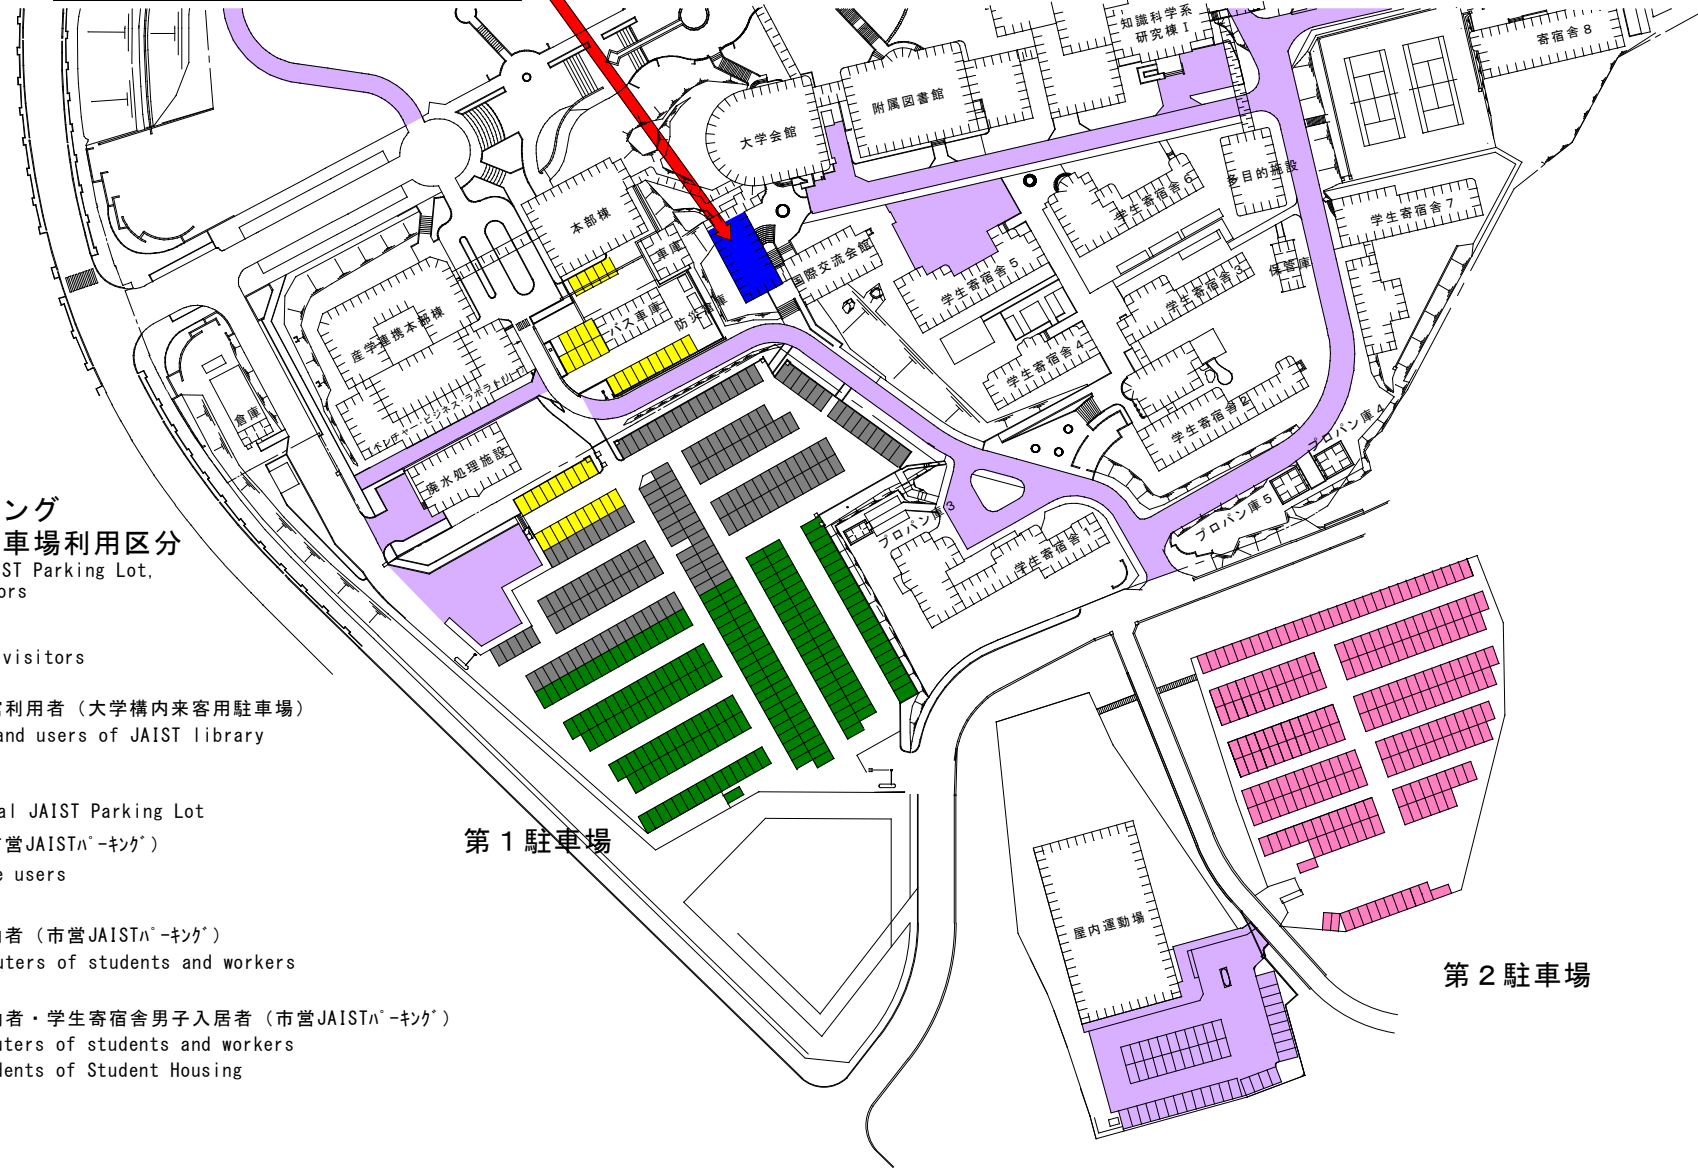 知識科学系
研究棟Ⅰ
寄宿舎8
附属図書館
大学会館
多目的施設
学生寄宿舎6
学生寄宿舎7
本部棟
車庫
国際交流会館
学生寄宿舎5
学生寄宿舎3
保管庫
産学連携本部棟
バス車庫
防災倉庫
学生寄宿舎4
ベンチャー・ビジネス・ラボラトリー
倉庫
学生寄宿舎2
プロパン庫4
廃水処理施設
プロパン庫3
プロパン庫5
学生寄宿舎1
ング
車場利用区分
IST Parking Lot,
ors
visitors
利用者（大学構内来客用駐車場）
and users of JAIST library
al JAIST Parking Lot
営JAISTﾊﾟｰｷﾝｸﾞ）
e users
者（市営JAISTﾊﾟｰｷﾝｸﾞ）
uters of students and workers
者・学生寄宿舎男子入居者（市営JAISTﾊﾟｰｷﾝｸﾞ）
uters of students and workers
dents of Student Housing
第1駐車場
屋内運動場
第2駐車場